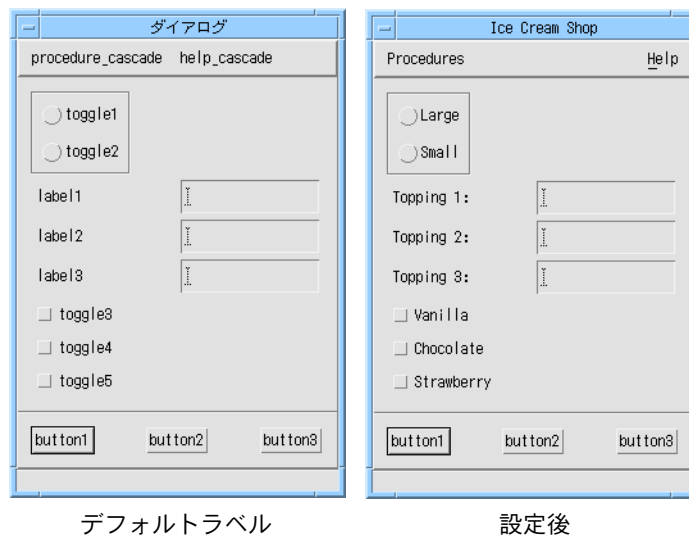 ダイアログ
procedure_cascade help_cascade
toggle1
toggle2
label1
label2
label3
toggle3
toggle4
toggle5
button1 button2 button3
デフォルトラベル
Ice Cream Shop
Procedures Help
Large
Small
Topping 1:
Topping 2:
Topping 3:
Vanilla
Chocolate
Strawberry
button1 button2 button3
設定後